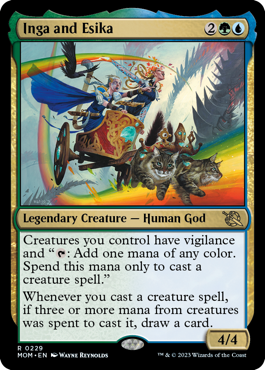 Inga and Esika 2
Legendary Creature — Human God
Creatures you control have vigilance
and “: Add one mana of any color.
Spend this mana only to cast a
creature spell.”
Whenever you cast a creature spell,
if three or more mana from creatures
was spent to cast it, draw a card.
4/4
R 0229
MOM • EN WAYNE REYNOLDS
™ & © 2023 Wizards of the Coast